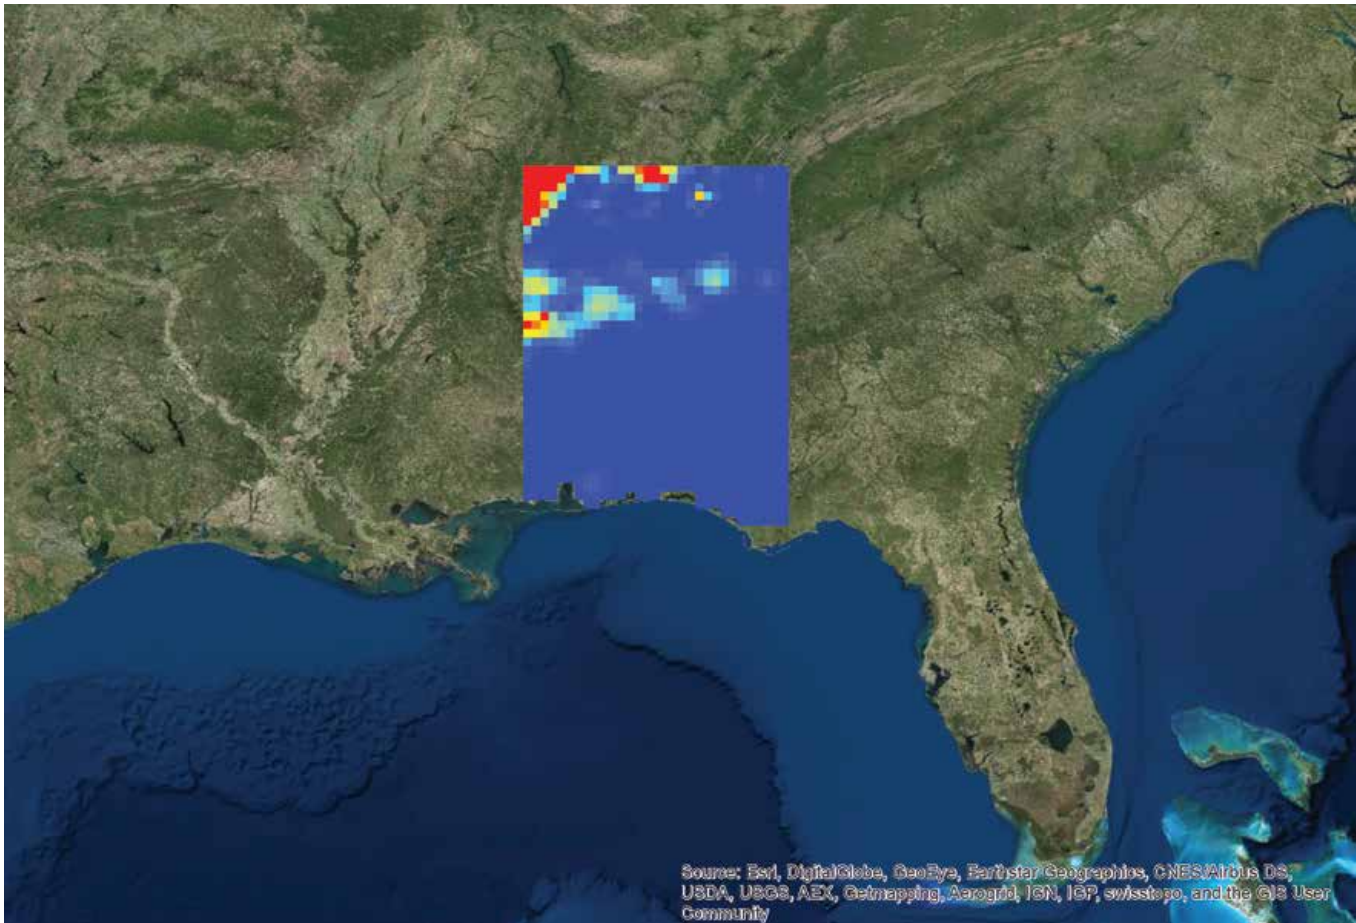 Source: Esri, DigitalGlobe, GeoEye, Earthstar Geographics, CNES/Airbus DS,
USDA, USGS, AEX, Getmapping, Aerogrid, IGN, IGP, swisstopo, and the GIS User
Community